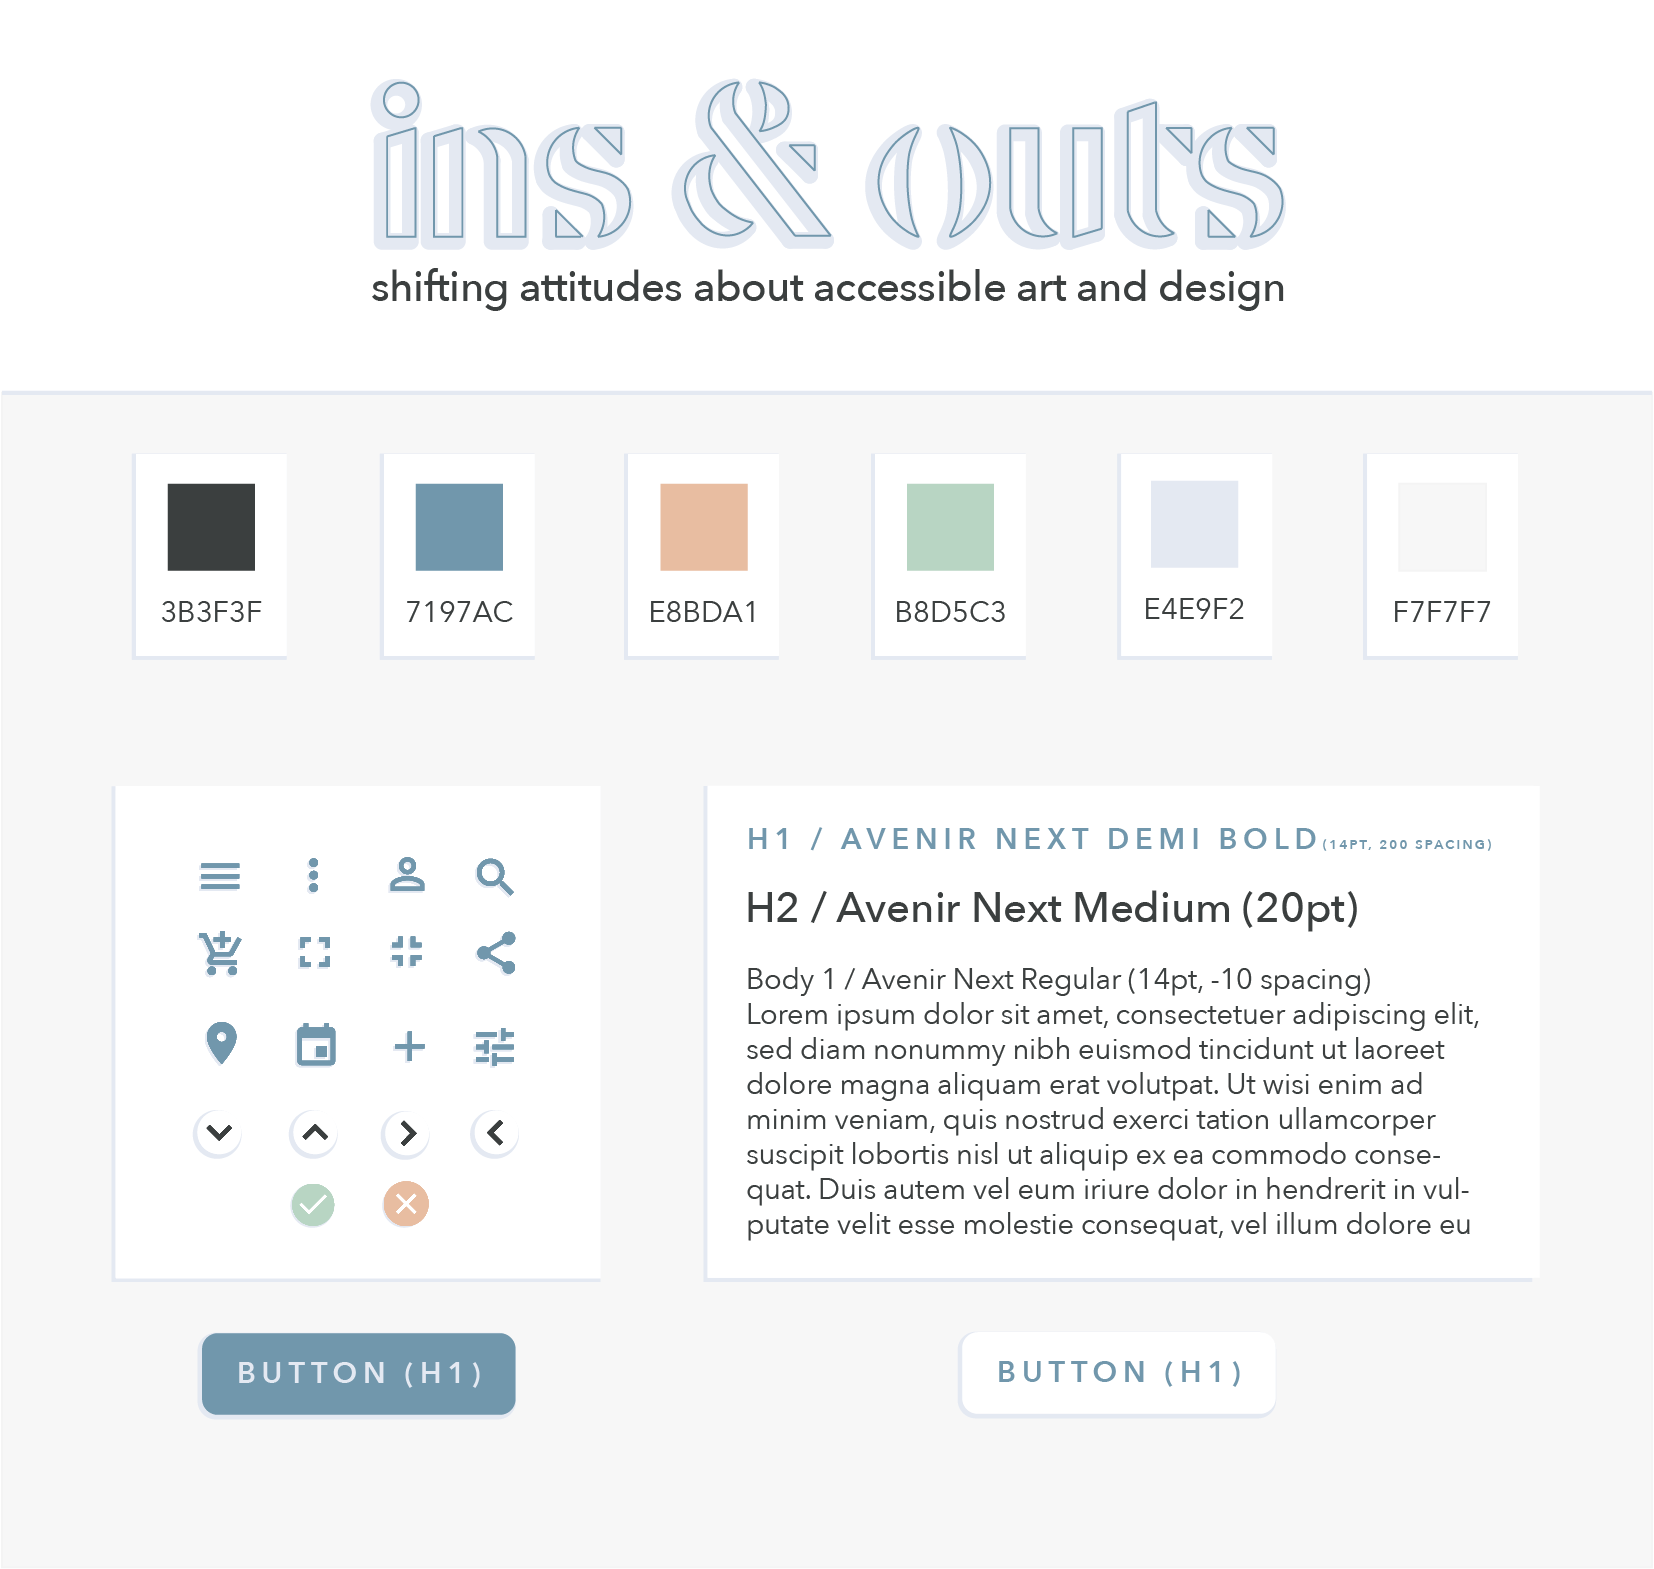 ins & outs
shifting attitudes about accessible art and design
3B3F3F
7197AC
E8BDA1
B8D5C3
E4E9F2
F7F7F7
H1 / AVENIR NEXT DEMI BOLD (14PT, 200 SPACING)
H2 / Avenir Next Medium (20pt)
Body 1 / Avenir Next Regular (14pt, -10 spacing)
Lorem ipsum dolor sit amet, consectetuer adipiscing elit,
sed diam nonummy nibh euismod tincidunt ut laoreet
dolore magna aliquam erat volutpat. Ut wisi enim ad
minim veniam, quis nostrud exerci tation ullamcorper
suscipit lobortis nisl ut aliquip ex ea commodo conse-
quat. Duis autem vel eum iriure dolor in hendrerit in vul-
putate velit esse molestie consequat, vel illum dolore eu
BUTTON (H1)
BUTTON (H1)